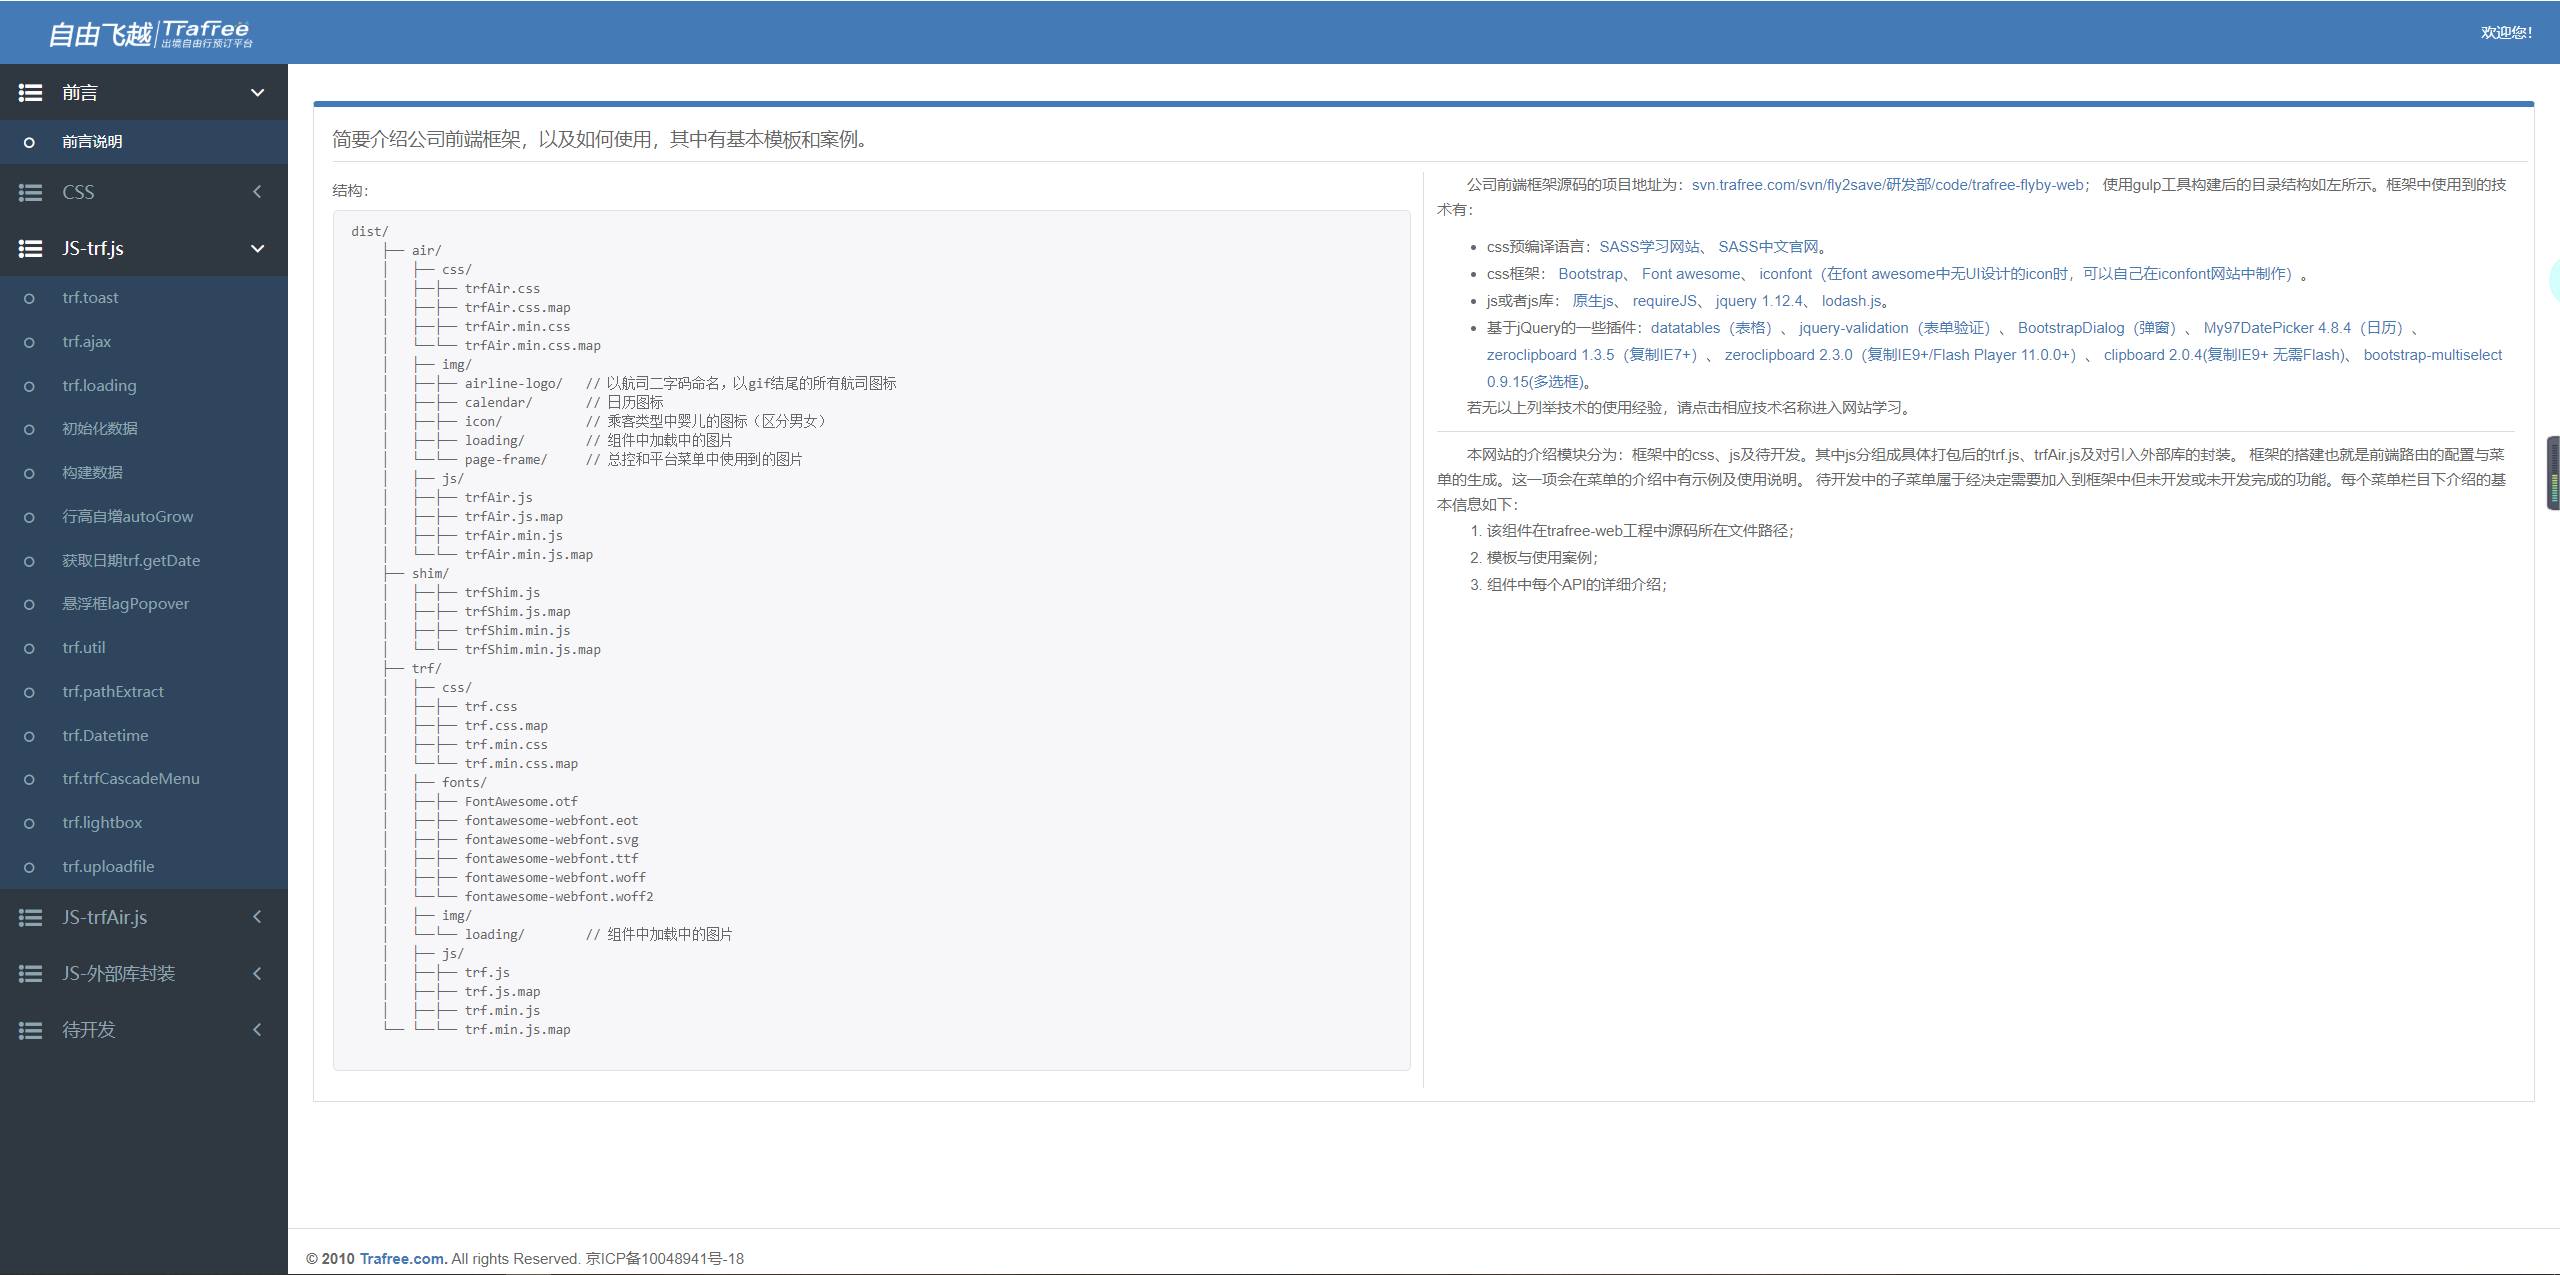 自由飞越 Trafree
出境自由行预订平台
欢迎您!
前言
前言说明
CSS
JS-trf.js
trf.toast
trf.ajax
trf.loading
初始化数据
构建数据
行高自增autoGrow
获取日期trf.getDate
悬浮框lagPopover
trf.util
trf.pathExtract
trf.Datetime
trf.trfCascadeMenu
trf.lightbox
trf.uploadfile
JS-trfAir.js
JS-外部库封装
待开发
简要介绍公司前端框架，以及如何使用，其中有基本模板和案例。
结构：
dist/
├── air/
│   ├── css/
│   ├──├── trfAir.css
│   ├──├── trfAir.css.map
│   ├──├── trfAir.min.css
│   └──└── trfAir.min.css.map
│   ├── img/
│   ├──├── airline-logo/   // 以航司二字码命名，以gif结尾的所有航司图标
│   ├──├── calendar/       // 日历图标
│   ├──├── icon/           // 乘客类型中婴儿的图标（区分男女）
│   ├──├── loading/        // 组件中加载中的图片
│   └──└── page-frame/     // 总控和平台菜单中使用到的图片
│   ├── js/
│   ├──├── trfAir.js
│   ├──├── trfAir.js.map
│   ├──├── trfAir.min.js
│   └──└── trfAir.min.js.map
├── shim/
│   ├──├── trfShim.js
│   ├──├── trfShim.js.map
│   ├──├── trfShim.min.js
│   └──└── trfShim.min.js.map
├── trf/
│   ├── css/
│   ├──├── trf.css
│   ├──├── trf.css.map
│   ├──├── trf.min.css
│   └──└── trf.min.css.map
│   ├── fonts/
│   ├──├── FontAwesome.otf
│   ├──├── fontawesome-webfont.eot
│   ├──├── fontawesome-webfont.svg
│   ├──├── fontawesome-webfont.ttf
│   ├──├── fontawesome-webfont.woff
│   └──└── fontawesome-webfont.woff2
│   ├── img/
│   └──└── loading/        // 组件中加载中的图片
│   ├── js/
│   ├──├── trf.js
│   ├──├── trf.js.map
│   ├──├── trf.min.js
└── └──└── trf.min.js.map
公司前端框架源码的项目地址为：svn.trafree.com/svn/fly2save/研发部/code/trafree-flyby-web； 使用gulp工具构建后的目录结构如左所示。框架中使用到的技
术有：
• css预编译语言：SASS学习网站、 SASS中文官网。
• css框架： Bootstrap、 Font awesome、 iconfont（在font awesome中无UI设计的icon时，可以自己在iconfont网站中制作）。
• js或者js库： 原生js、 requireJS、 jquery 1.12.4、 lodash.js。
• 基于jQuery的一些插件：datatables（表格）、 jquery-validation（表单验证）、 BootstrapDialog（弹窗）、 My97DatePicker 4.8.4（日历）、
zeroclipboard 1.3.5（复制IE7+）、 zeroclipboard 2.3.0（复制IE9+/Flash Player 11.0.0+）、 clipboard 2.0.4(复制IE9+ 无需Flash)、 bootstrap-multiselect
0.9.15(多选框)。
若无以上列举技术的使用经验，请点击相应技术名称进入网站学习。
本网站的介绍模块分为：框架中的css、js及待开发。其中js分组成具体打包后的trf.js、trfAir.js及对引入外部库的封装。 框架的搭建也就是前端路由的配置与菜
单的生成。这一项会在菜单的介绍中有示例及使用说明。 待开发中的子菜单属于经决定需要加入到框架中但未开发或未开发完成的功能。每个菜单栏目下介绍的基
本信息如下：
1. 该组件在trafree-web工程中源码所在文件路径；
2. 模板与使用案例；
3. 组件中每个API的详细介绍；
© 2010 Trafree.com. All rights Reserved. 京ICP备10048941号-18